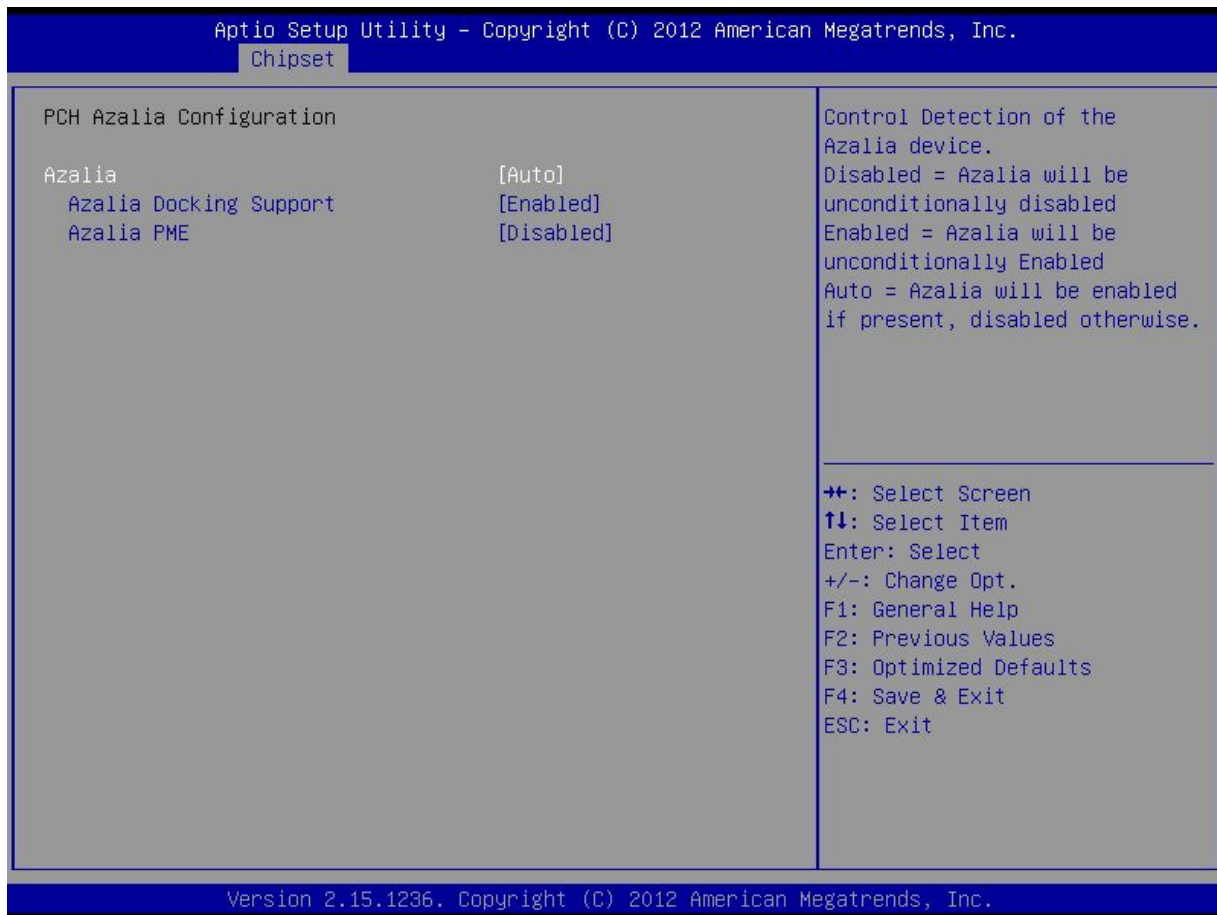 Aptio Setup Utility – Copyright (C) 2012 American Megatrends, Inc.
Chipset
PCH Azalia Configuration
Azalia [Auto]
Azalia Docking Support [Enabled]
Azalia PME [Disabled]
Control Detection of the
Azalia device.
Disabled = Azalia will be
unconditionally disabled
Enabled = Azalia will be
unconditionally Enabled
Auto = Azalia will be enabled
if present, disabled otherwise.
→←: Select Screen
↑↓: Select Item
Enter: Select
+/-: Change Opt.
F1: General Help
F2: Previous Values
F3: Optimized Defaults
F4: Save & Exit
ESC: Exit
Version 2.15.1236. Copyright (C) 2012 American Megatrends, Inc.